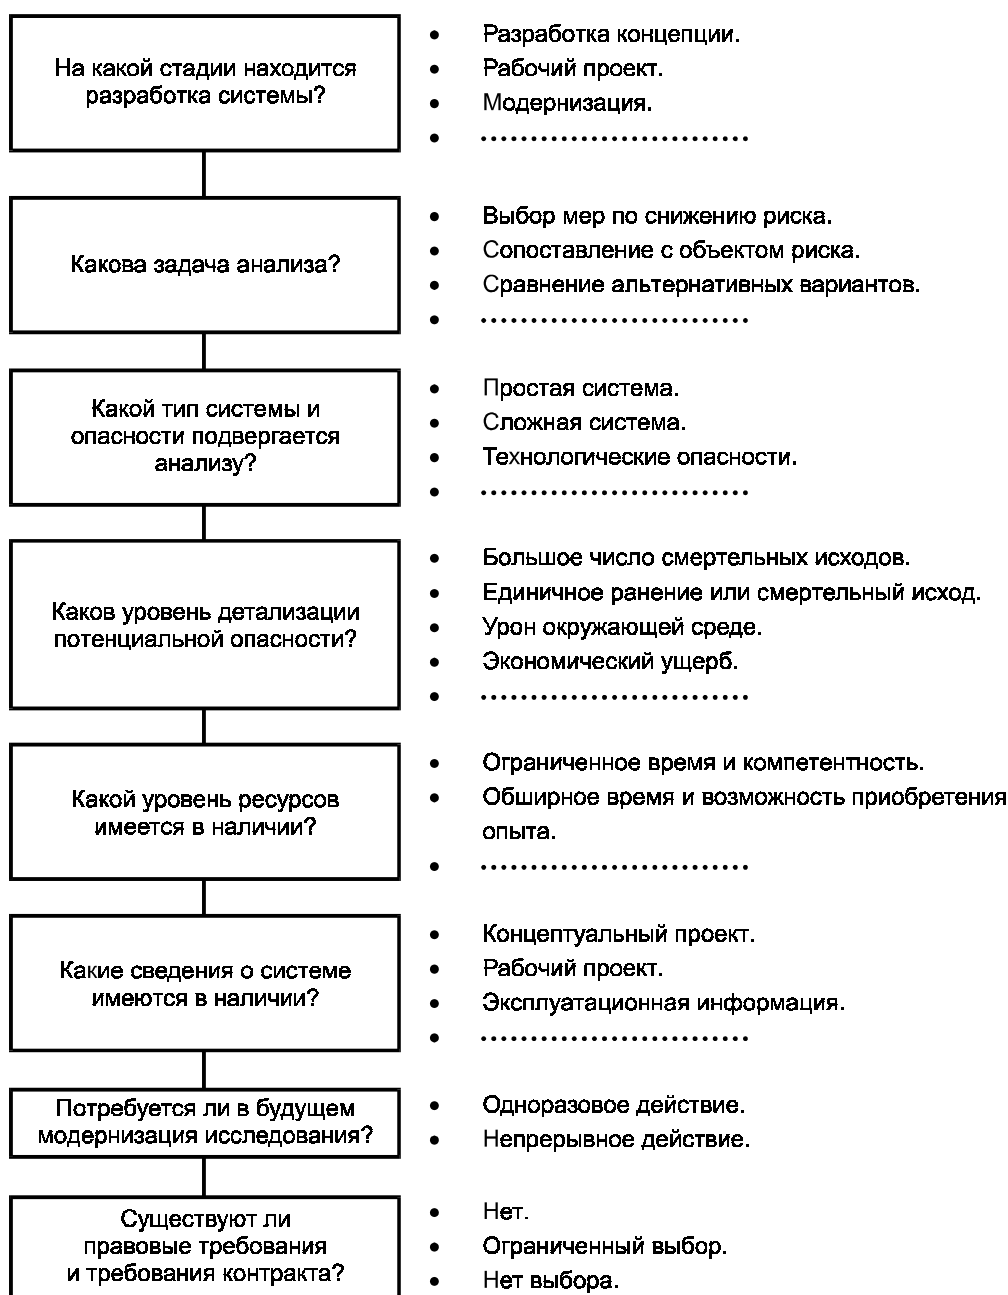 На какой стадии находится
разработка системы?
• Разработка концепции.
• Рабочий проект.
• Модернизация.
• ...........................
Какова задача анализа?
• Выбор мер по снижению риска.
• Сопоставление с объектом риска.
• Сравнение альтернативных вариантов.
• ...........................
Какой тип системы и
опасности подвергается
анализу?
• Простая система.
• Сложная система.
• Технологические опасности.
• ...........................
Каков уровень детализации
потенциальной опасности?
• Большое число смертельных исходов.
• Единичное ранение или смертельный исход.
• Урон окружающей среде.
• Экономический ущерб.
• ...........................
Какой уровень ресурсов
имеется в наличии?
• Ограниченное время и компетентность.
• Обширное время и возможность приобретения
опыта.
• ...........................
Какие сведения о системе
имеются в наличии?
• Концептуальный проект.
• Рабочий проект.
• Эксплуатационная информация.
• ...........................
Потребуется ли в будущем
модернизация исследования?
• Одноразовое действие.
• Непрерывное действие.
Существуют ли
правовые требования
и требования контракта?
• Нет.
• Ограниченный выбор.
• Нет выбора.